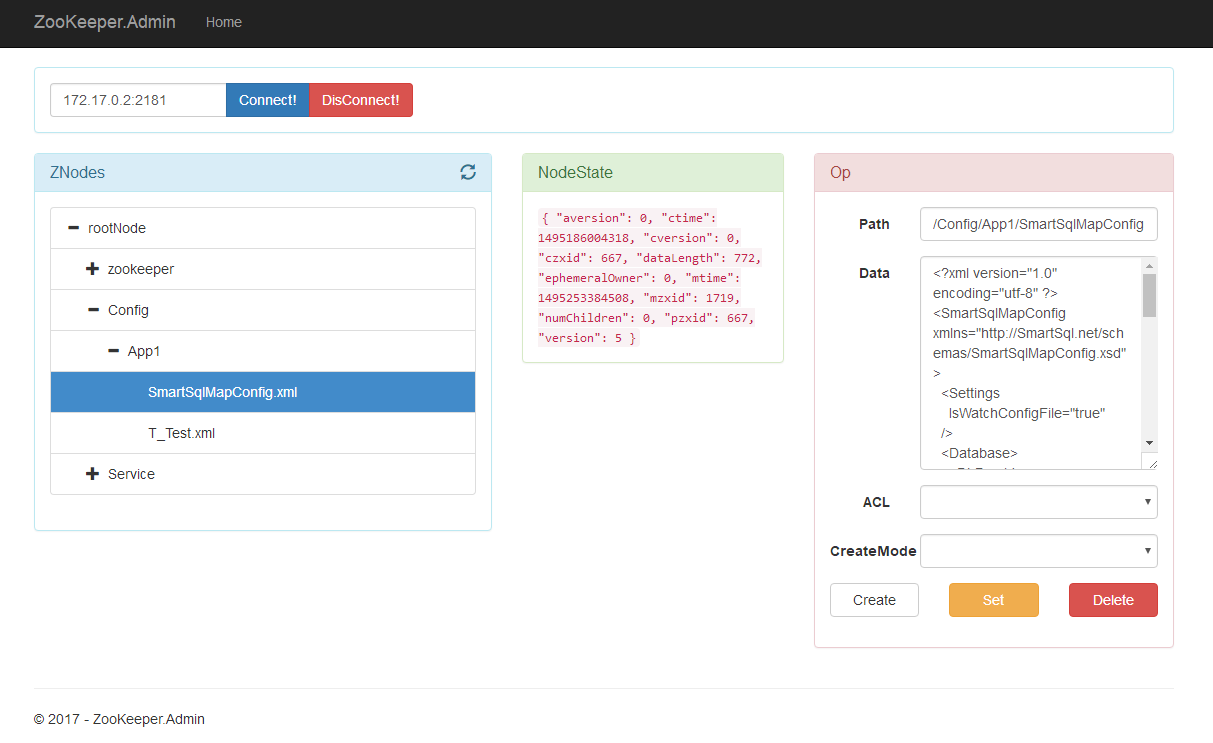 ZooKeeper.Admin Home
172.17.0.2:2181 Connect! DisConnect!
ZNodes
rootNode
zookeeper
Config
App1
SmartSqlMapConfig.xml
T_Test.xml
Service
NodeState
{ "aversion": 0, "ctime":
1495186004318, "cversion": 0,
"czxid": 667, "dataLength": 772,
"ephemeralOwner": 0, "mtime":
1495253384508, "mzxid": 1719,
"numChildren": 0, "pzxid": 667,
"version": 5 }
Op
Path /Config/App1/SmartSqlMapConfig
Data <?xml version="1.0"
encoding="utf-8" ?>
<SmartSqlMapConfig
xmlns="http://SmartSql.net/sch
emas/SmartSqlMapConfig.xsd"
>
<Settings
IsWatchConfigFile="true"
/>
<Database>
ACL
CreateMode
Create Set Delete
© 2017 - ZooKeeper.Admin